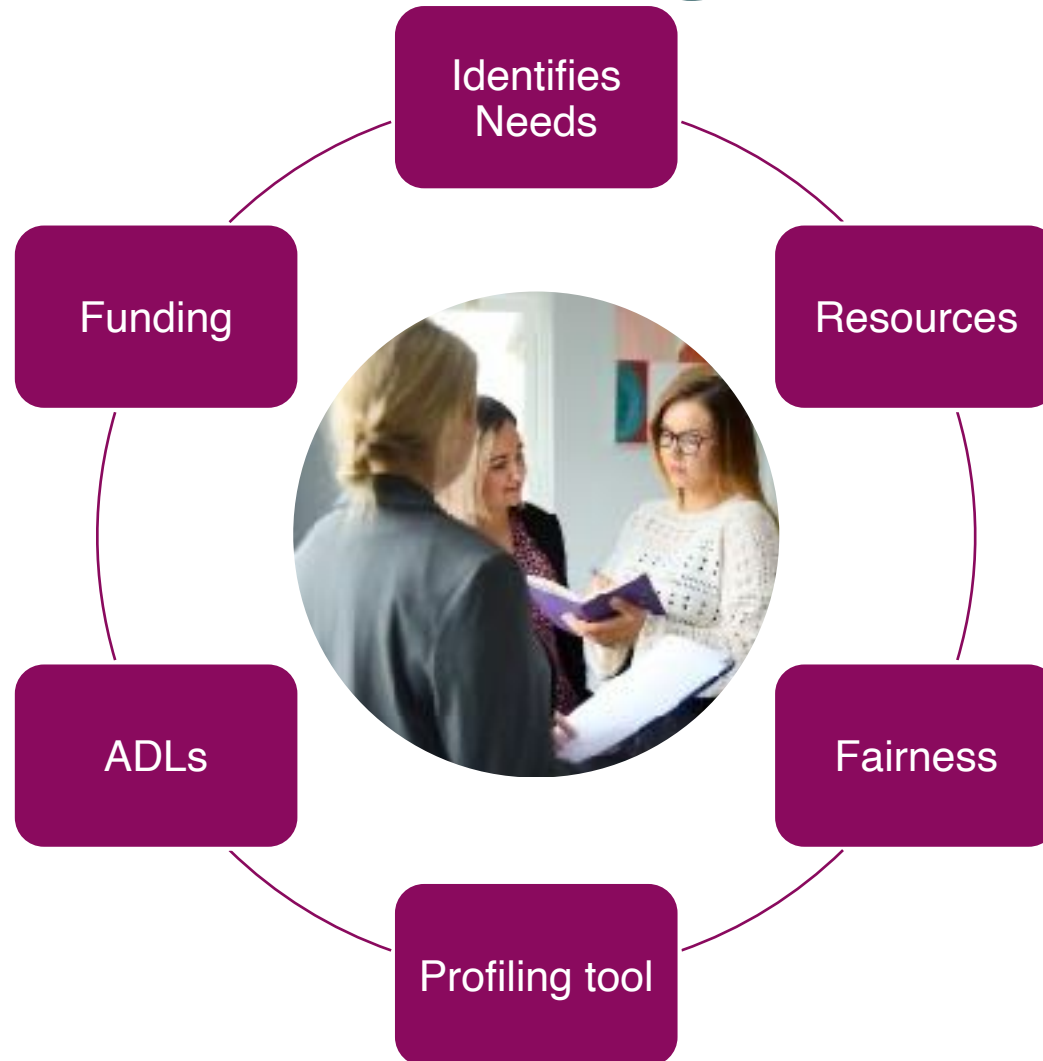 Identifies
Needs
Resources
Fairness
Profiling tool
ADLs
Funding